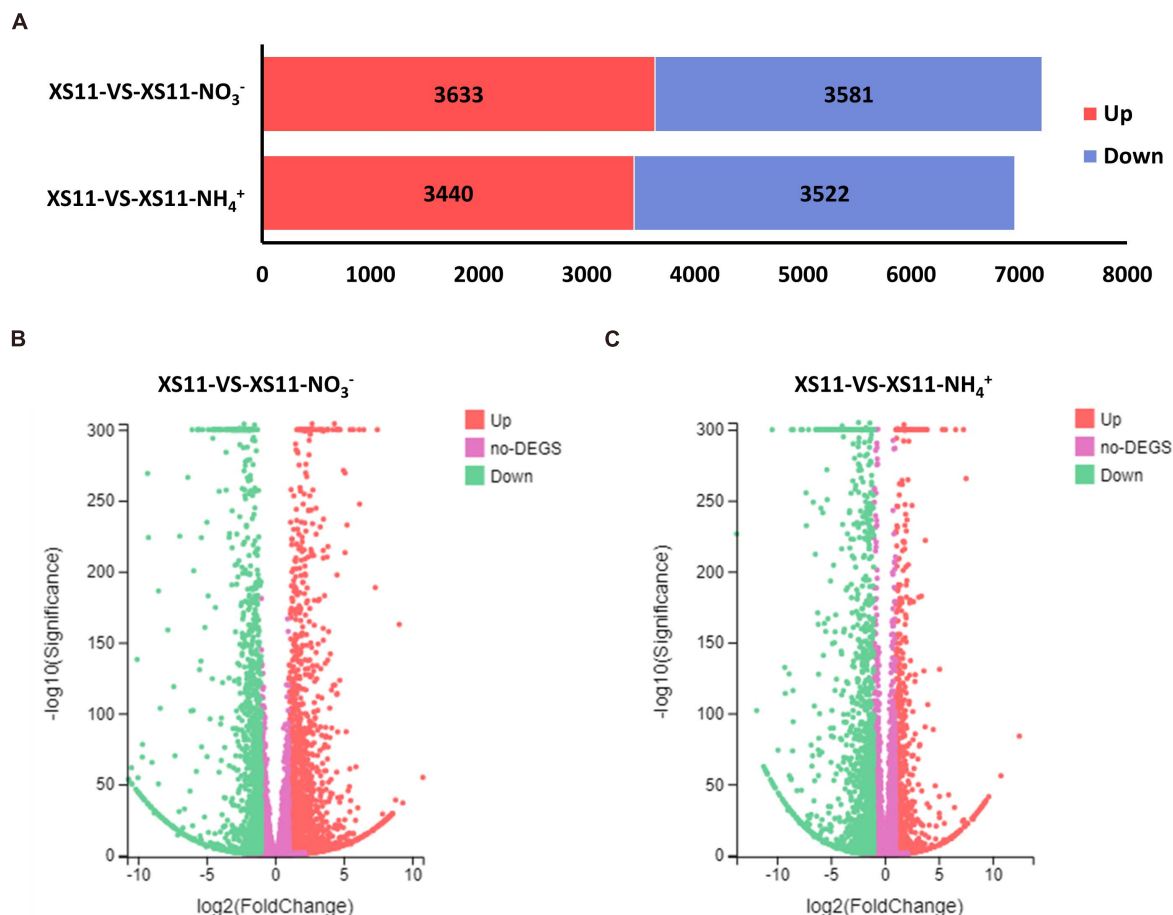 A
XS11-VS-XS11-NO₃⁻
3633
3581
Up
Down
XS11-VS-XS11-NH₄⁺
3440
3522
0 1000 2000 3000 4000 5000 6000 7000 8000
B
XS11-VS-XS11-NO₃⁻
Up
no-DEGS
Down
300
250
200
150
100
50
0
-log10(Significance)
-10 -5 0 5 10
log2(FoldChange)
C
XS11-VS-XS11-NH₄⁺
Up
no-DEGS
Down
300
250
200
150
100
50
0
-log10(Significance)
-10 -5 0 5 10
log2(FoldChange)